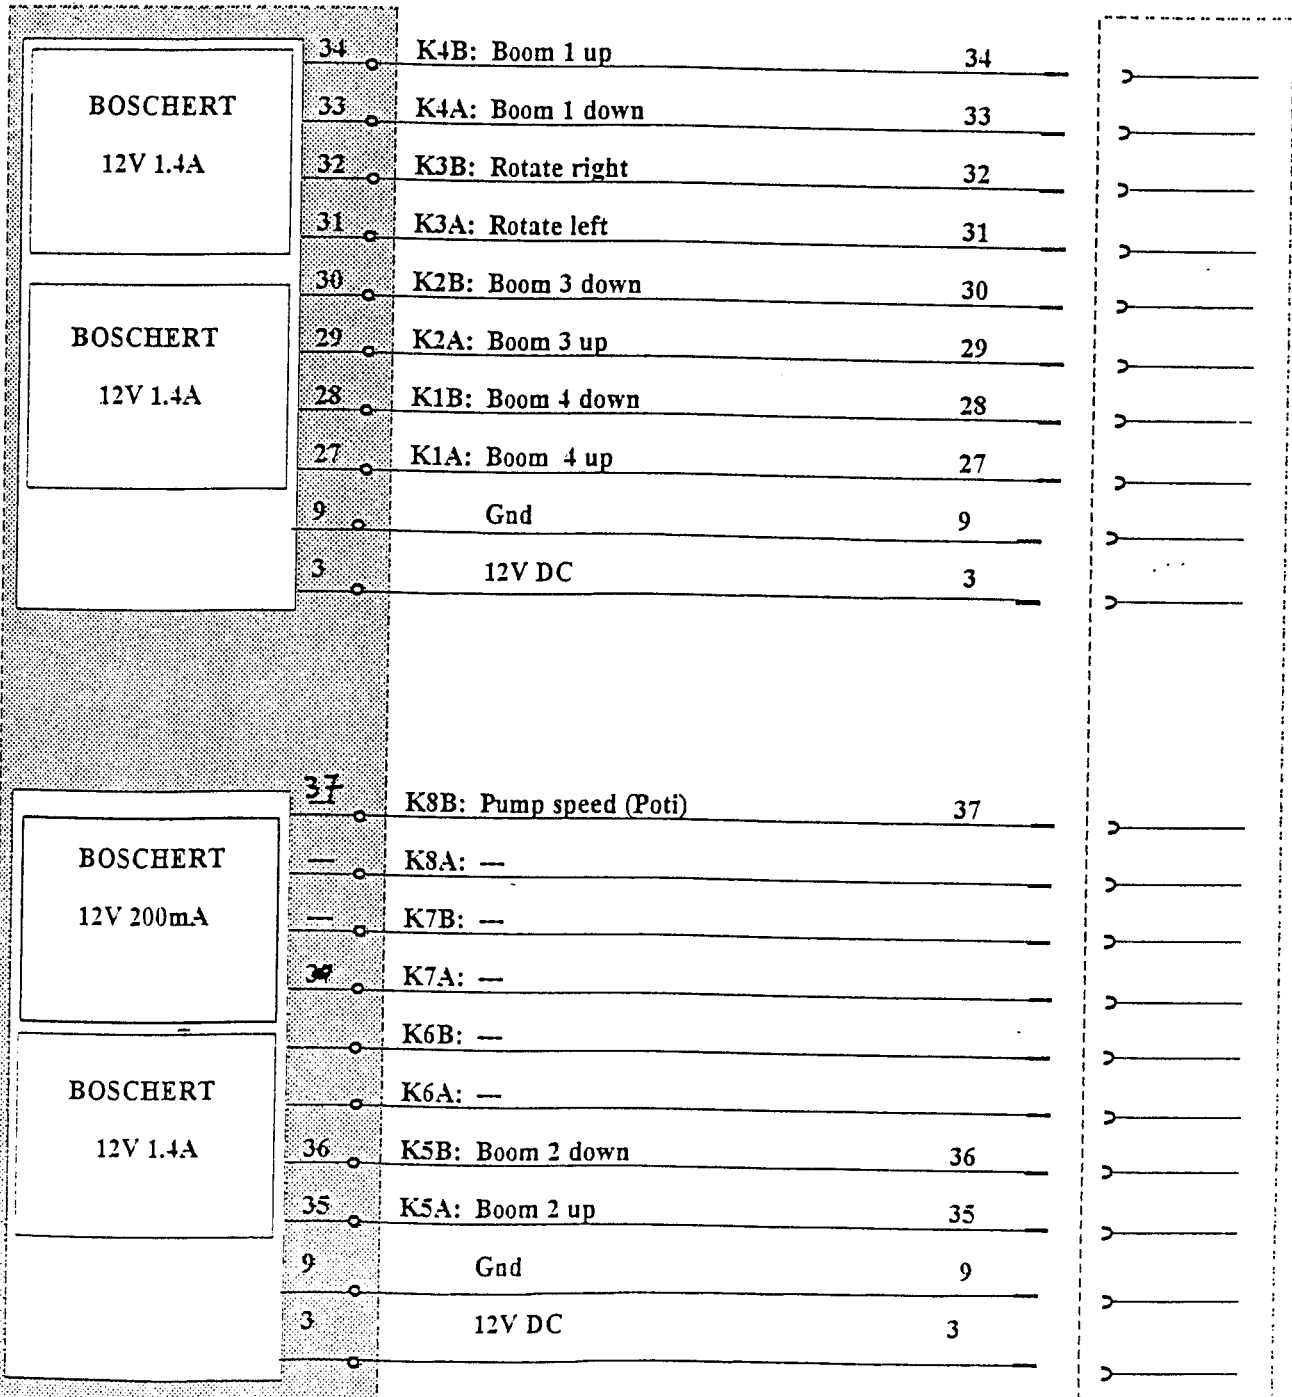 34 K4B: Boom 1 up 34
BOSCHERT
33 K4A: Boom 1 down 33
12V 1.4A
32 K3B: Rotate right 32
31 K3A: Rotate left 31
30 K2B: Boom 3 down 30
BOSCHERT
29 K2A: Boom 3 up 29
12V 1.4A
28 K1B: Boom 4 down 28
27 K1A: Boom 4 up 27
9 Gnd 9
3 12V DC 3
37 K8B: Pump speed (Poti) 37
BOSCHERT
— K8A: —
12V 200mA
— K7B: —
K7A: —
K6B: —
BOSCHERT
K6A: —
12V 1.4A
36 K5B: Boom 2 down 36
35 K5A: Boom 2 up 35
9 Gnd 9
3 12V DC 3